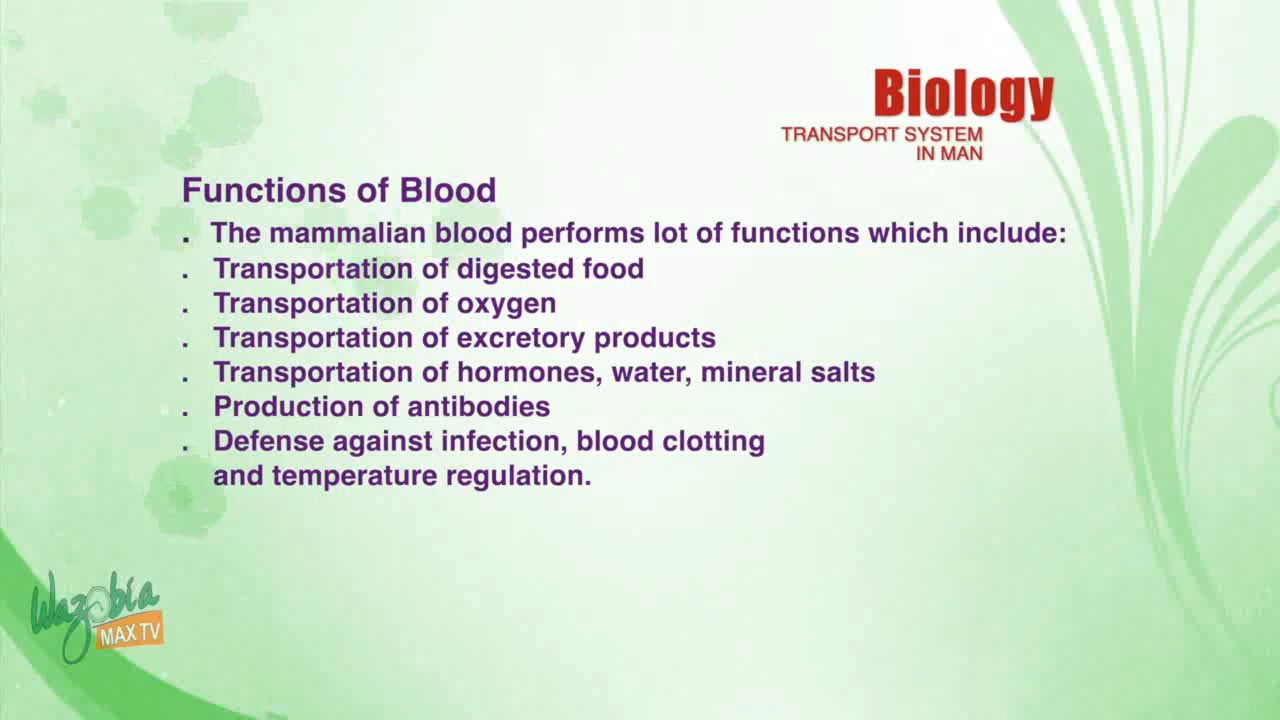 Biology
TRANSPORT SYSTEM
IN MAN
Functions of Blood
. The mammalian blood performs lot of functions which include:
. Transportation of digested food
. Transportation of oxygen
. Transportation of excretory products
. Transportation of hormones, water, mineral salts
. Production of antibodies
. Defense against infection, blood clotting
and temperature regulation.
Wazobia
MAX TV